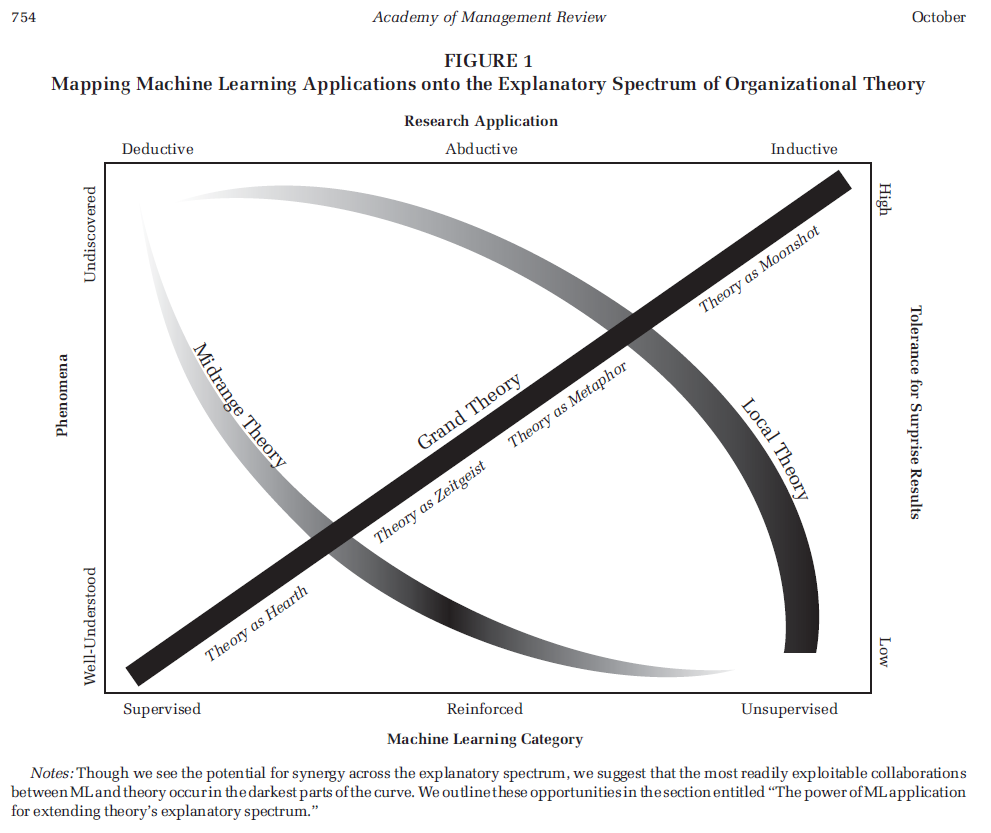 754
Academy of Management Review
October
FIGURE 1
Mapping Machine Learning Applications onto the Explanatory Spectrum of Organizational Theory
Research Application
Deductive
Abductive
Inductive
Undiscovered
High
Theory as Moonshot
Midrange Theory
Grand Theory
Theory as Metaphor
Local Theory
Phenomena
Tolerance for Surprise Results
Theory as Zeitgeist
Theory as Hearth
Well-Understood
Low
Supervised
Reinforced
Unsupervised
Machine Learning Category
Notes: Though we see the potential for synergy across the explanatory spectrum, we suggest that the most readily exploitable collaborations
between ML and theory occur in the darkest parts of the curve. We outline these opportunities in the section entitled “The power of ML application
for extending theory’s explanatory spectrum.”